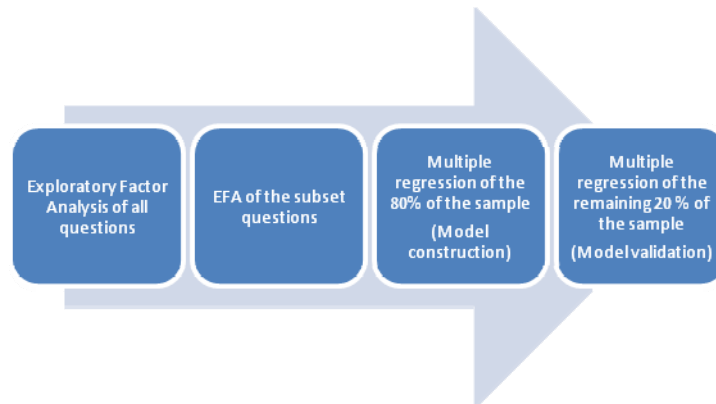 Exploratory Factor
Analysis of all
questions
EFA of the subset
questions
Multiple
regression of the
80% of the sample
(Model
construction)
Multiple
regression of the
remaining 20 % of
the sample
(Model validation)